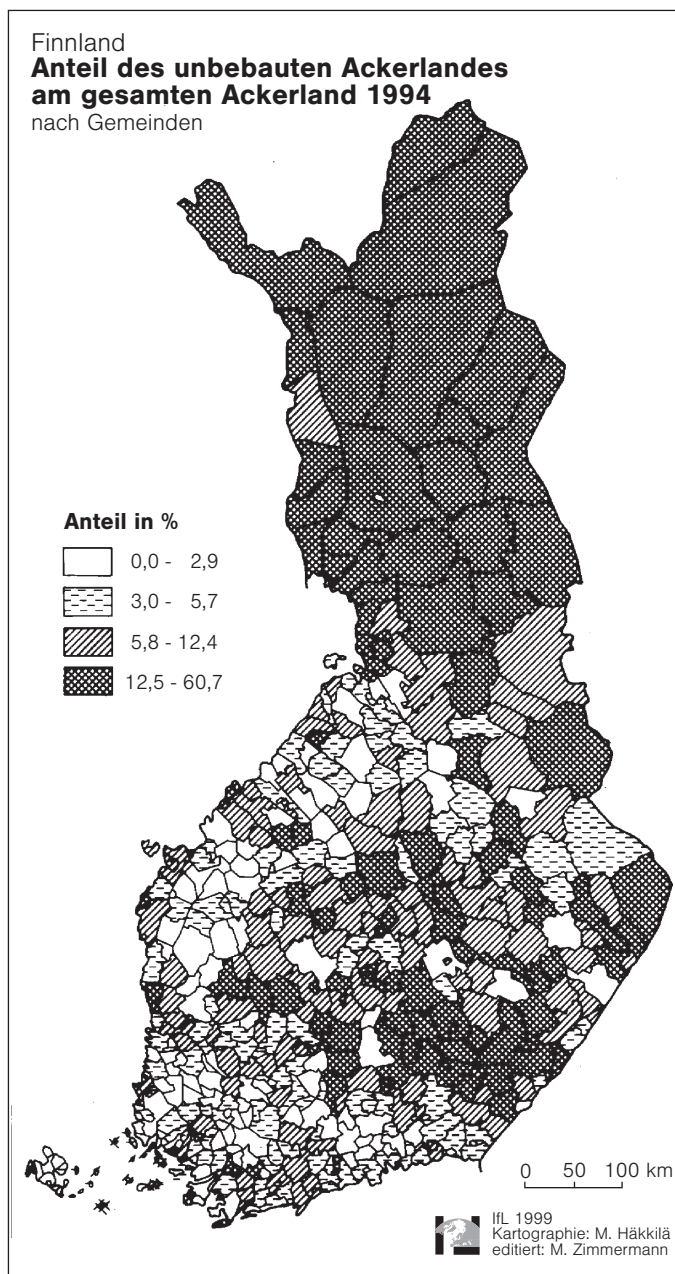 Finnland
Anteil des unbebauten Ackerlandes
am gesamten Ackerland 1994
nach Gemeinden
Anteil in %
0,0 - 2,9
3,0 - 5,7
5,8 - 12,4
12,5 - 60,7
0 50 100 km
IfL 1999
Kartographie: M. Häkkilä
editiert: M. Zimmermann